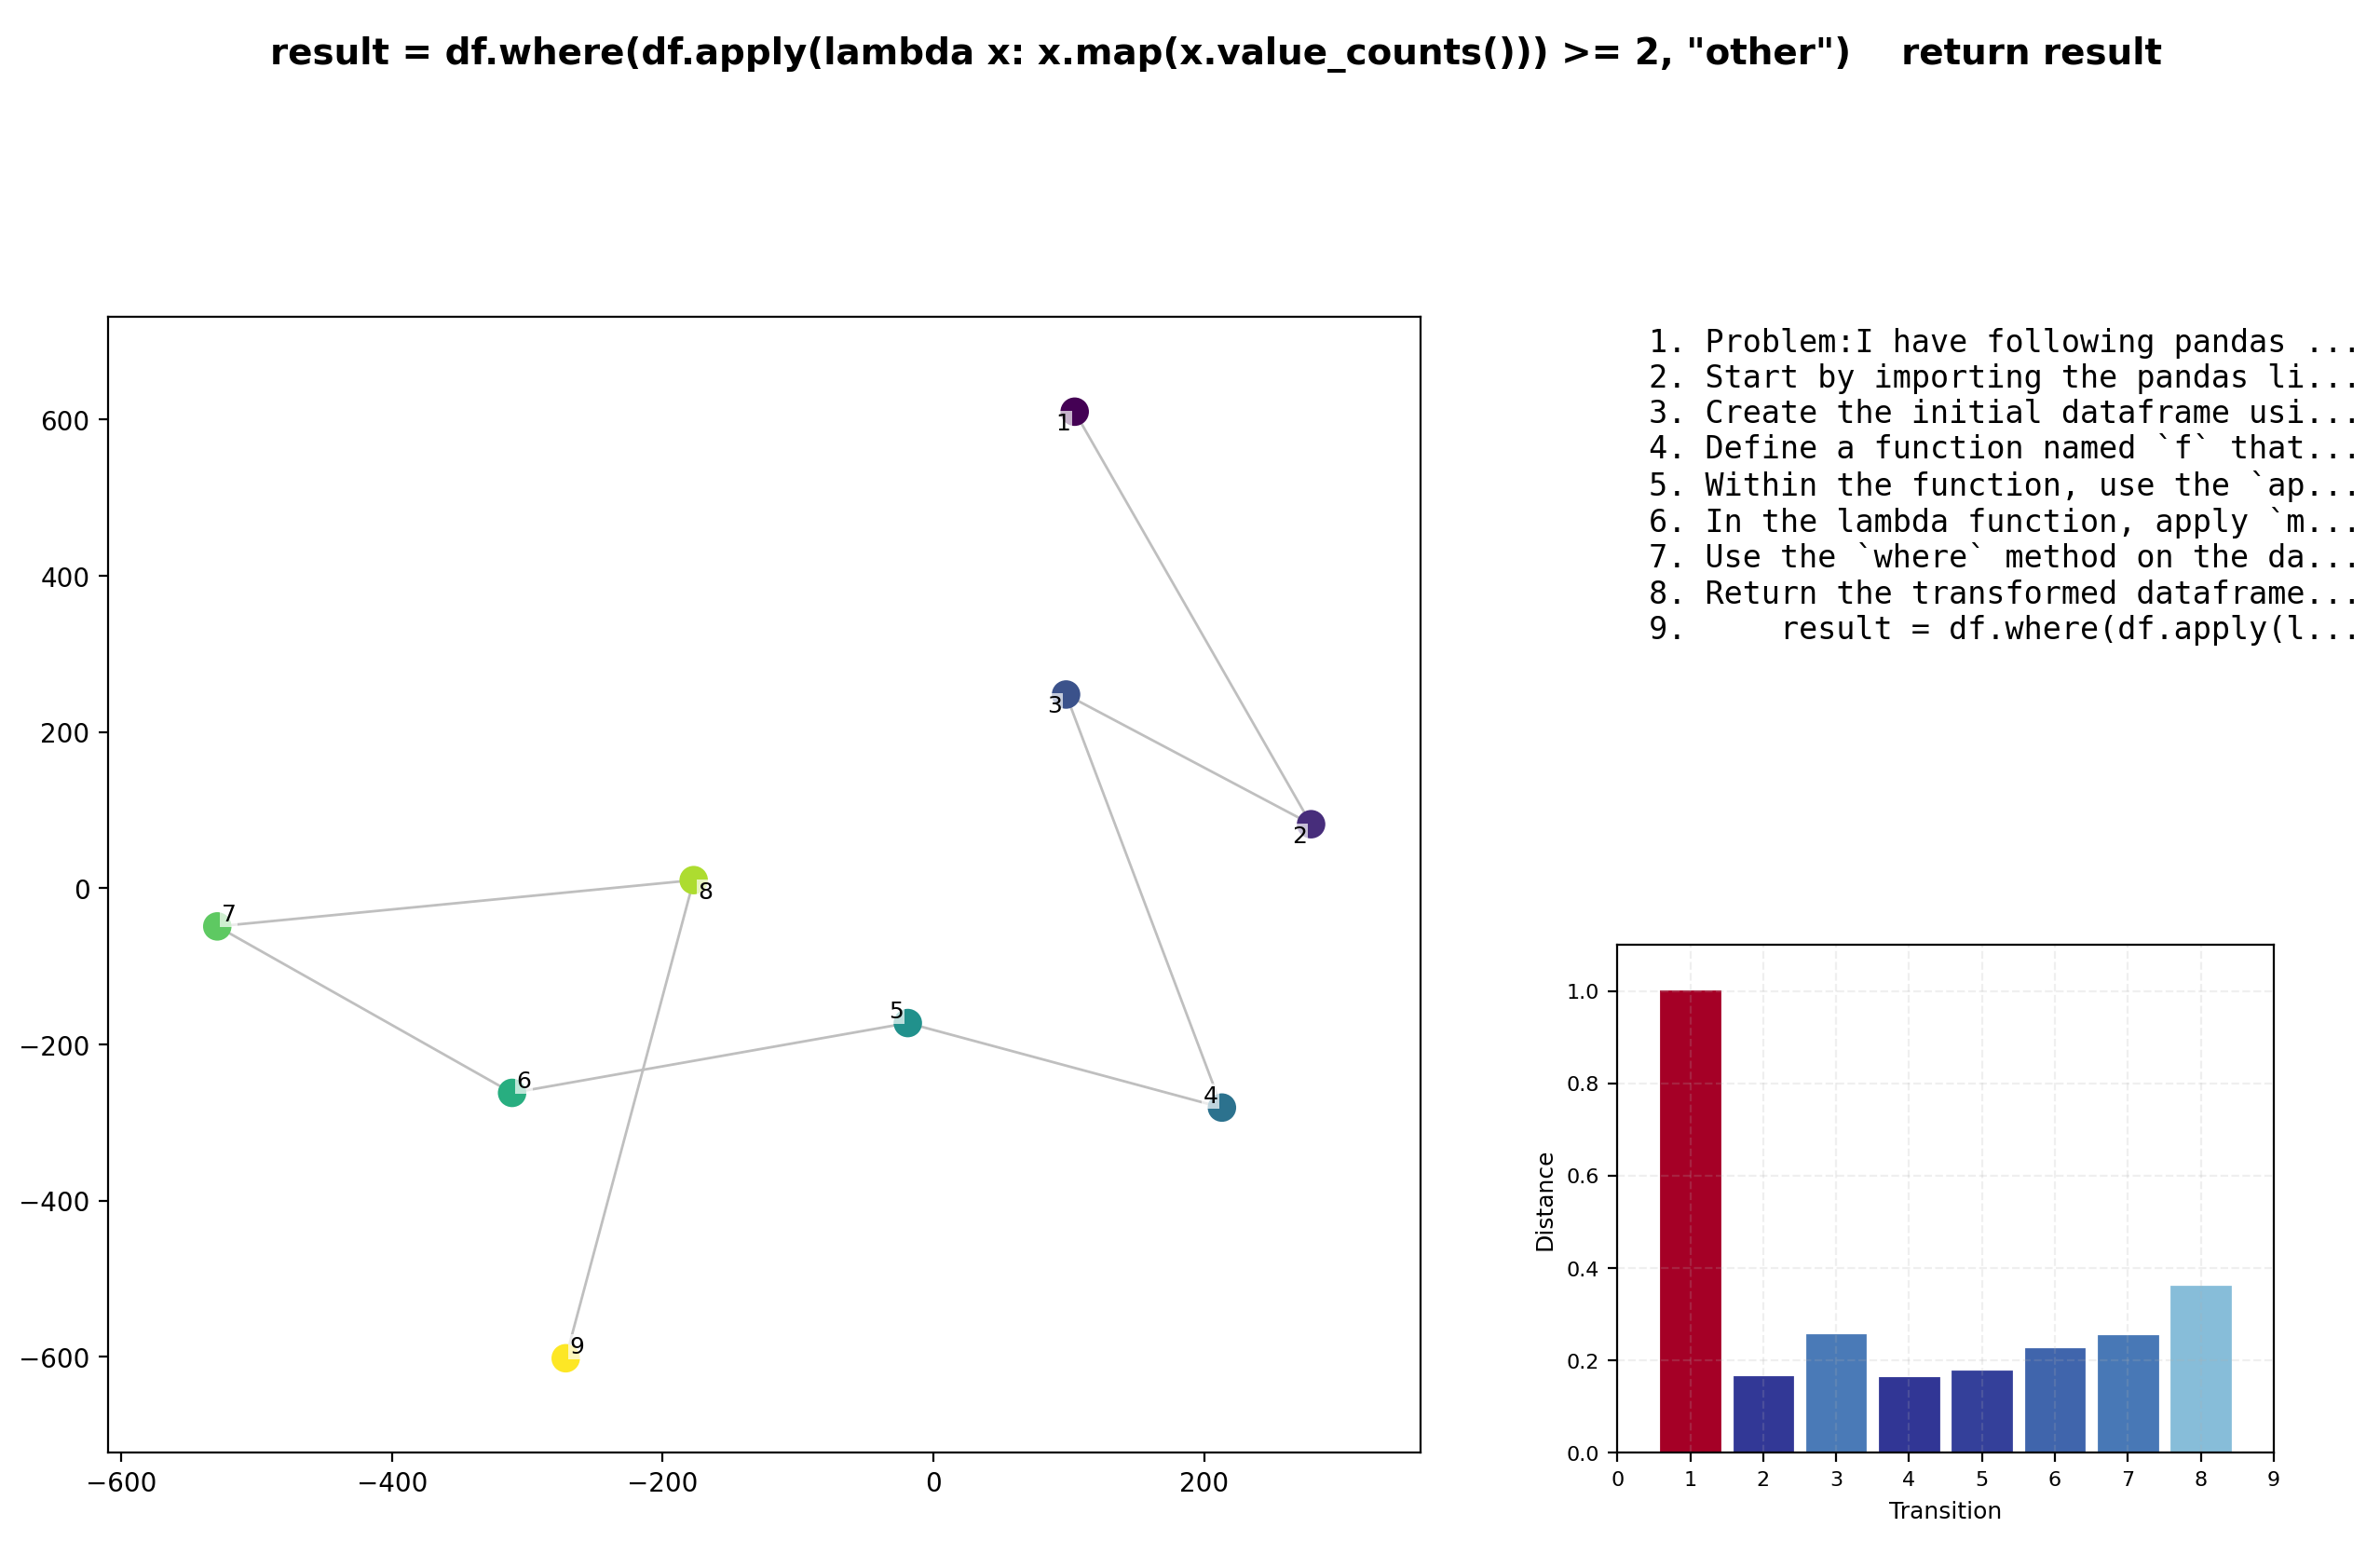 result = df.where(df.apply(lambda x: x.map(x.value_counts())) >= 2, "other")    return result
600
400
200
0
−200
−400
−600
−600
−400
−200
0
200
1
2
3
4
5
6
7
8
9
1. Problem:I have following pandas ...
2. Start by importing the pandas li...
3. Create the initial dataframe usi...
4. Define a function named `f` that...
5. Within the function, use the `ap...
6. In the lambda function, apply `m...
7. Use the `where` method on the da...
8. Return the transformed dataframe...
9.     result = df.where(df.apply(l...
Distance
1.0
0.8
0.6
0.4
0.2
0.0
0 1 2 3 4 5 6 7 8 9
Transition